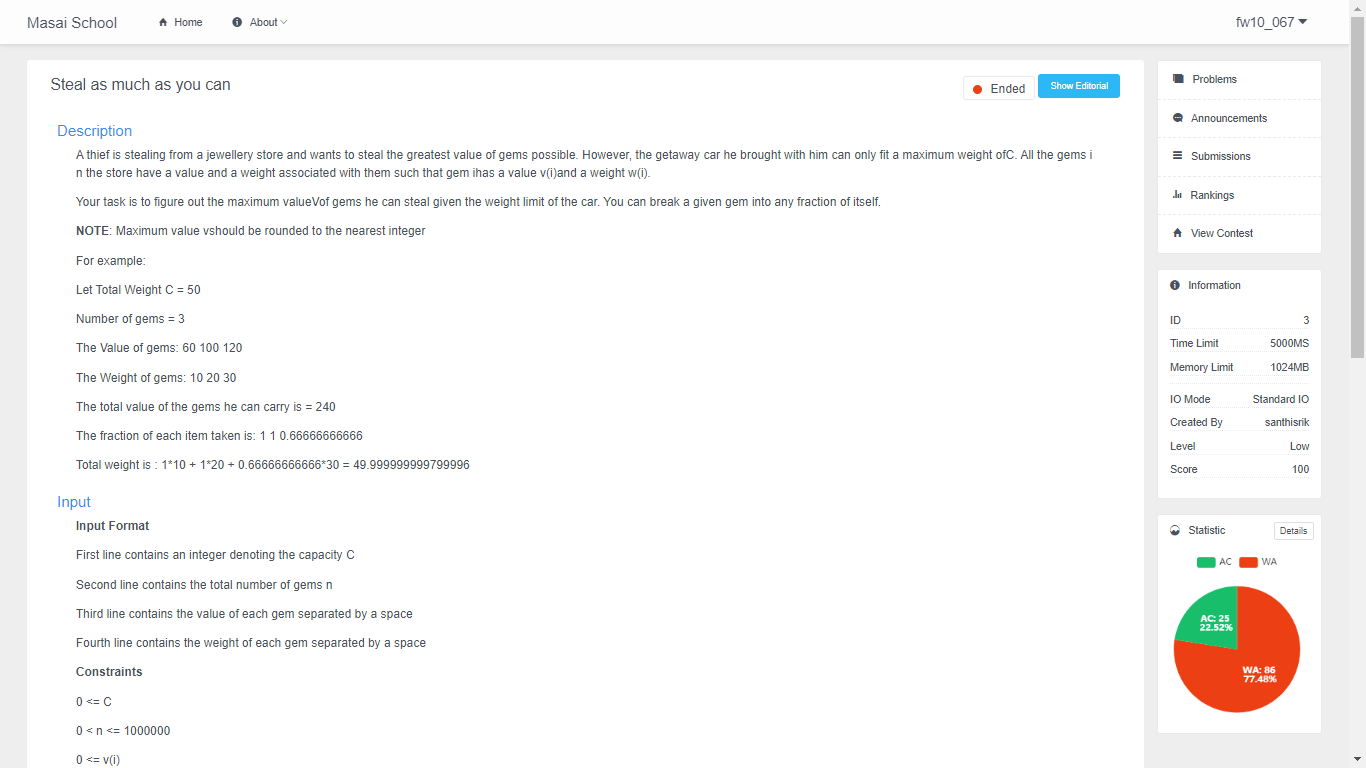 Masai School
Home
About
fw10_067
Steal as much as you can
Ended
Show Editorial
Description
A thief is stealing from a jewellery store and wants to steal the greatest value of gems possible. However, the getaway car he brought with him can only fit a maximum weight ofC. All the gems i
n the store have a value and a weight associated with them such that gem ihas a value v(i)and a weight w(i).
Your task is to figure out the maximum valueVof gems he can steal given the weight limit of the car. You can break a given gem into any fraction of itself.
NOTE: Maximum value vshould be rounded to the nearest integer
For example:
Let Total Weight C = 50
Number of gems = 3
The Value of gems: 60 100 120
The Weight of gems: 10 20 30
The total value of the gems he can carry is = 240
The fraction of each item taken is: 1 1 0.66666666666
Total weight is : 1*10 + 1*20 + 0.66666666666*30 = 49.999999999799996
Input
Input Format
First line contains an integer denoting the capacity C
Second line contains the total number of gems n
Third line contains the value of each gem separated by a space
Fourth line contains the weight of each gem separated by a space
Constraints
0 <= C
0 < n <= 1000000
0 <= v(i)
Problems
Announcements
Submissions
Rankings
View Contest
Information
ID 3
Time Limit 5000MS
Memory Limit 1024MB
IO Mode Standard IO
Created By santhisrik
Level Low
Score 100
Statistic
Details
AC WA
AC: 25
22.52%
WA: 86
77.48%